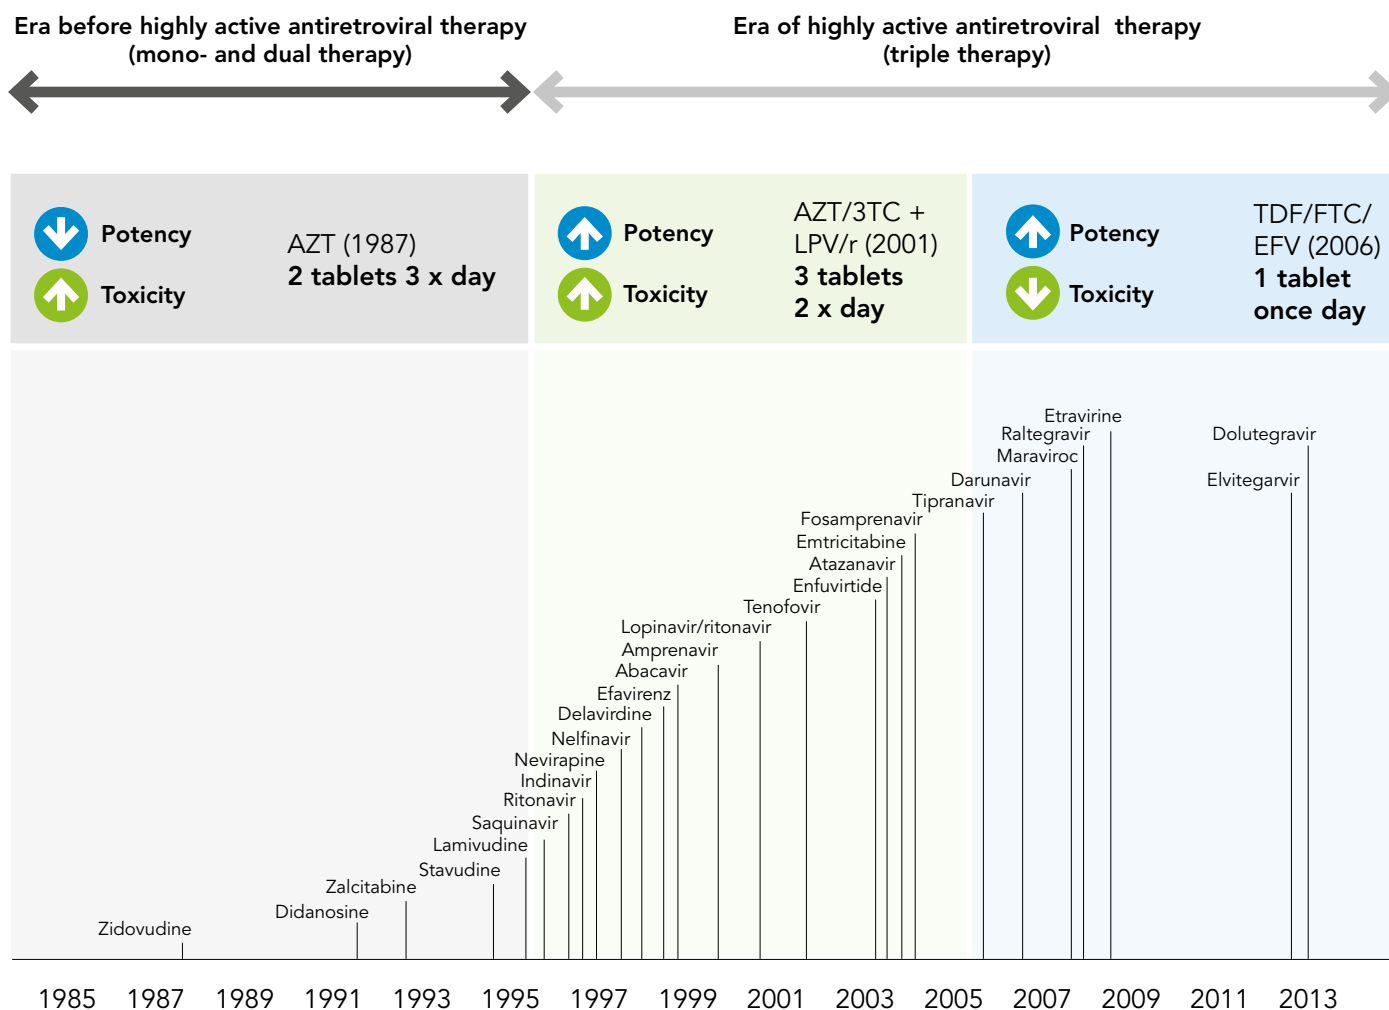 Era before highly active antiretroviral therapy
(mono- and dual therapy)
Era of highly active antiretroviral therapy
(triple therapy)
Potency
Toxicity
AZT (1987)
2 tablets 3 x day
Potency
Toxicity
AZT/3TC +
LPV/r (2001)
3 tablets
2 x day
Potency
Toxicity
TDF/FTC/
EFV (2006)
1 tablet
once day
Etravirine
Raltegravir
Dolutegravir
Maraviroc
Darunavir
Elvitegarvir
Tipranavir
Fosamprenavir
Emtricitabine
Atazanavir
Enfuvirtide
Tenofovir
Lopinavir/ritonavir
Amprenavir
Abacavir
Efavirenz
Delavirdine
Nelfinavir
Nevirapine
Indinavir
Ritonavir
Saquinavir
Lamivudine
Stavudine
Zalcitabine
Didanosine
Zidovudine
1985 1987 1989 1991 1993 1995 1997 1999 2001 2003 2005 2007 2009 2011 2013